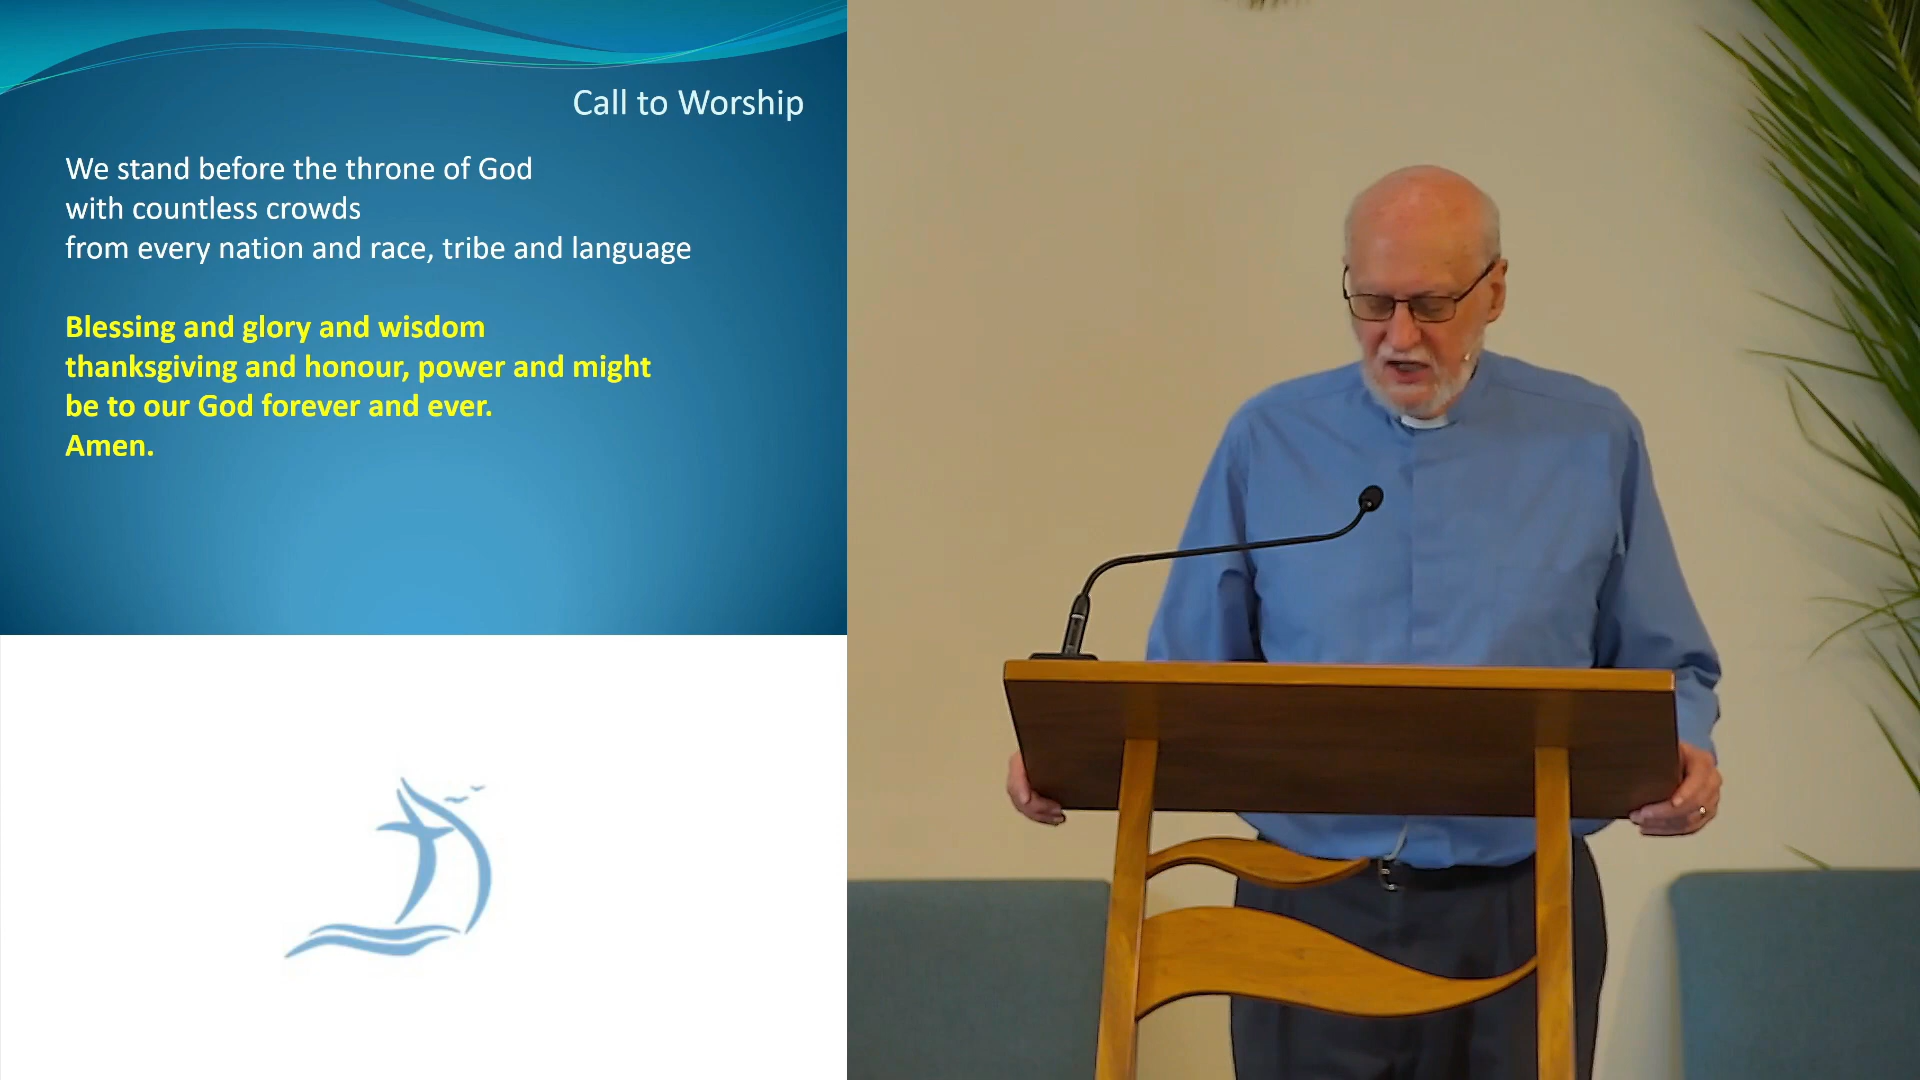 Call to Worship
We stand before the throne of God
with countless crowds
from every nation and race, tribe and language
Blessing and glory and wisdom
thanksgiving and honour, power and might
be to our God forever and ever.
Amen.